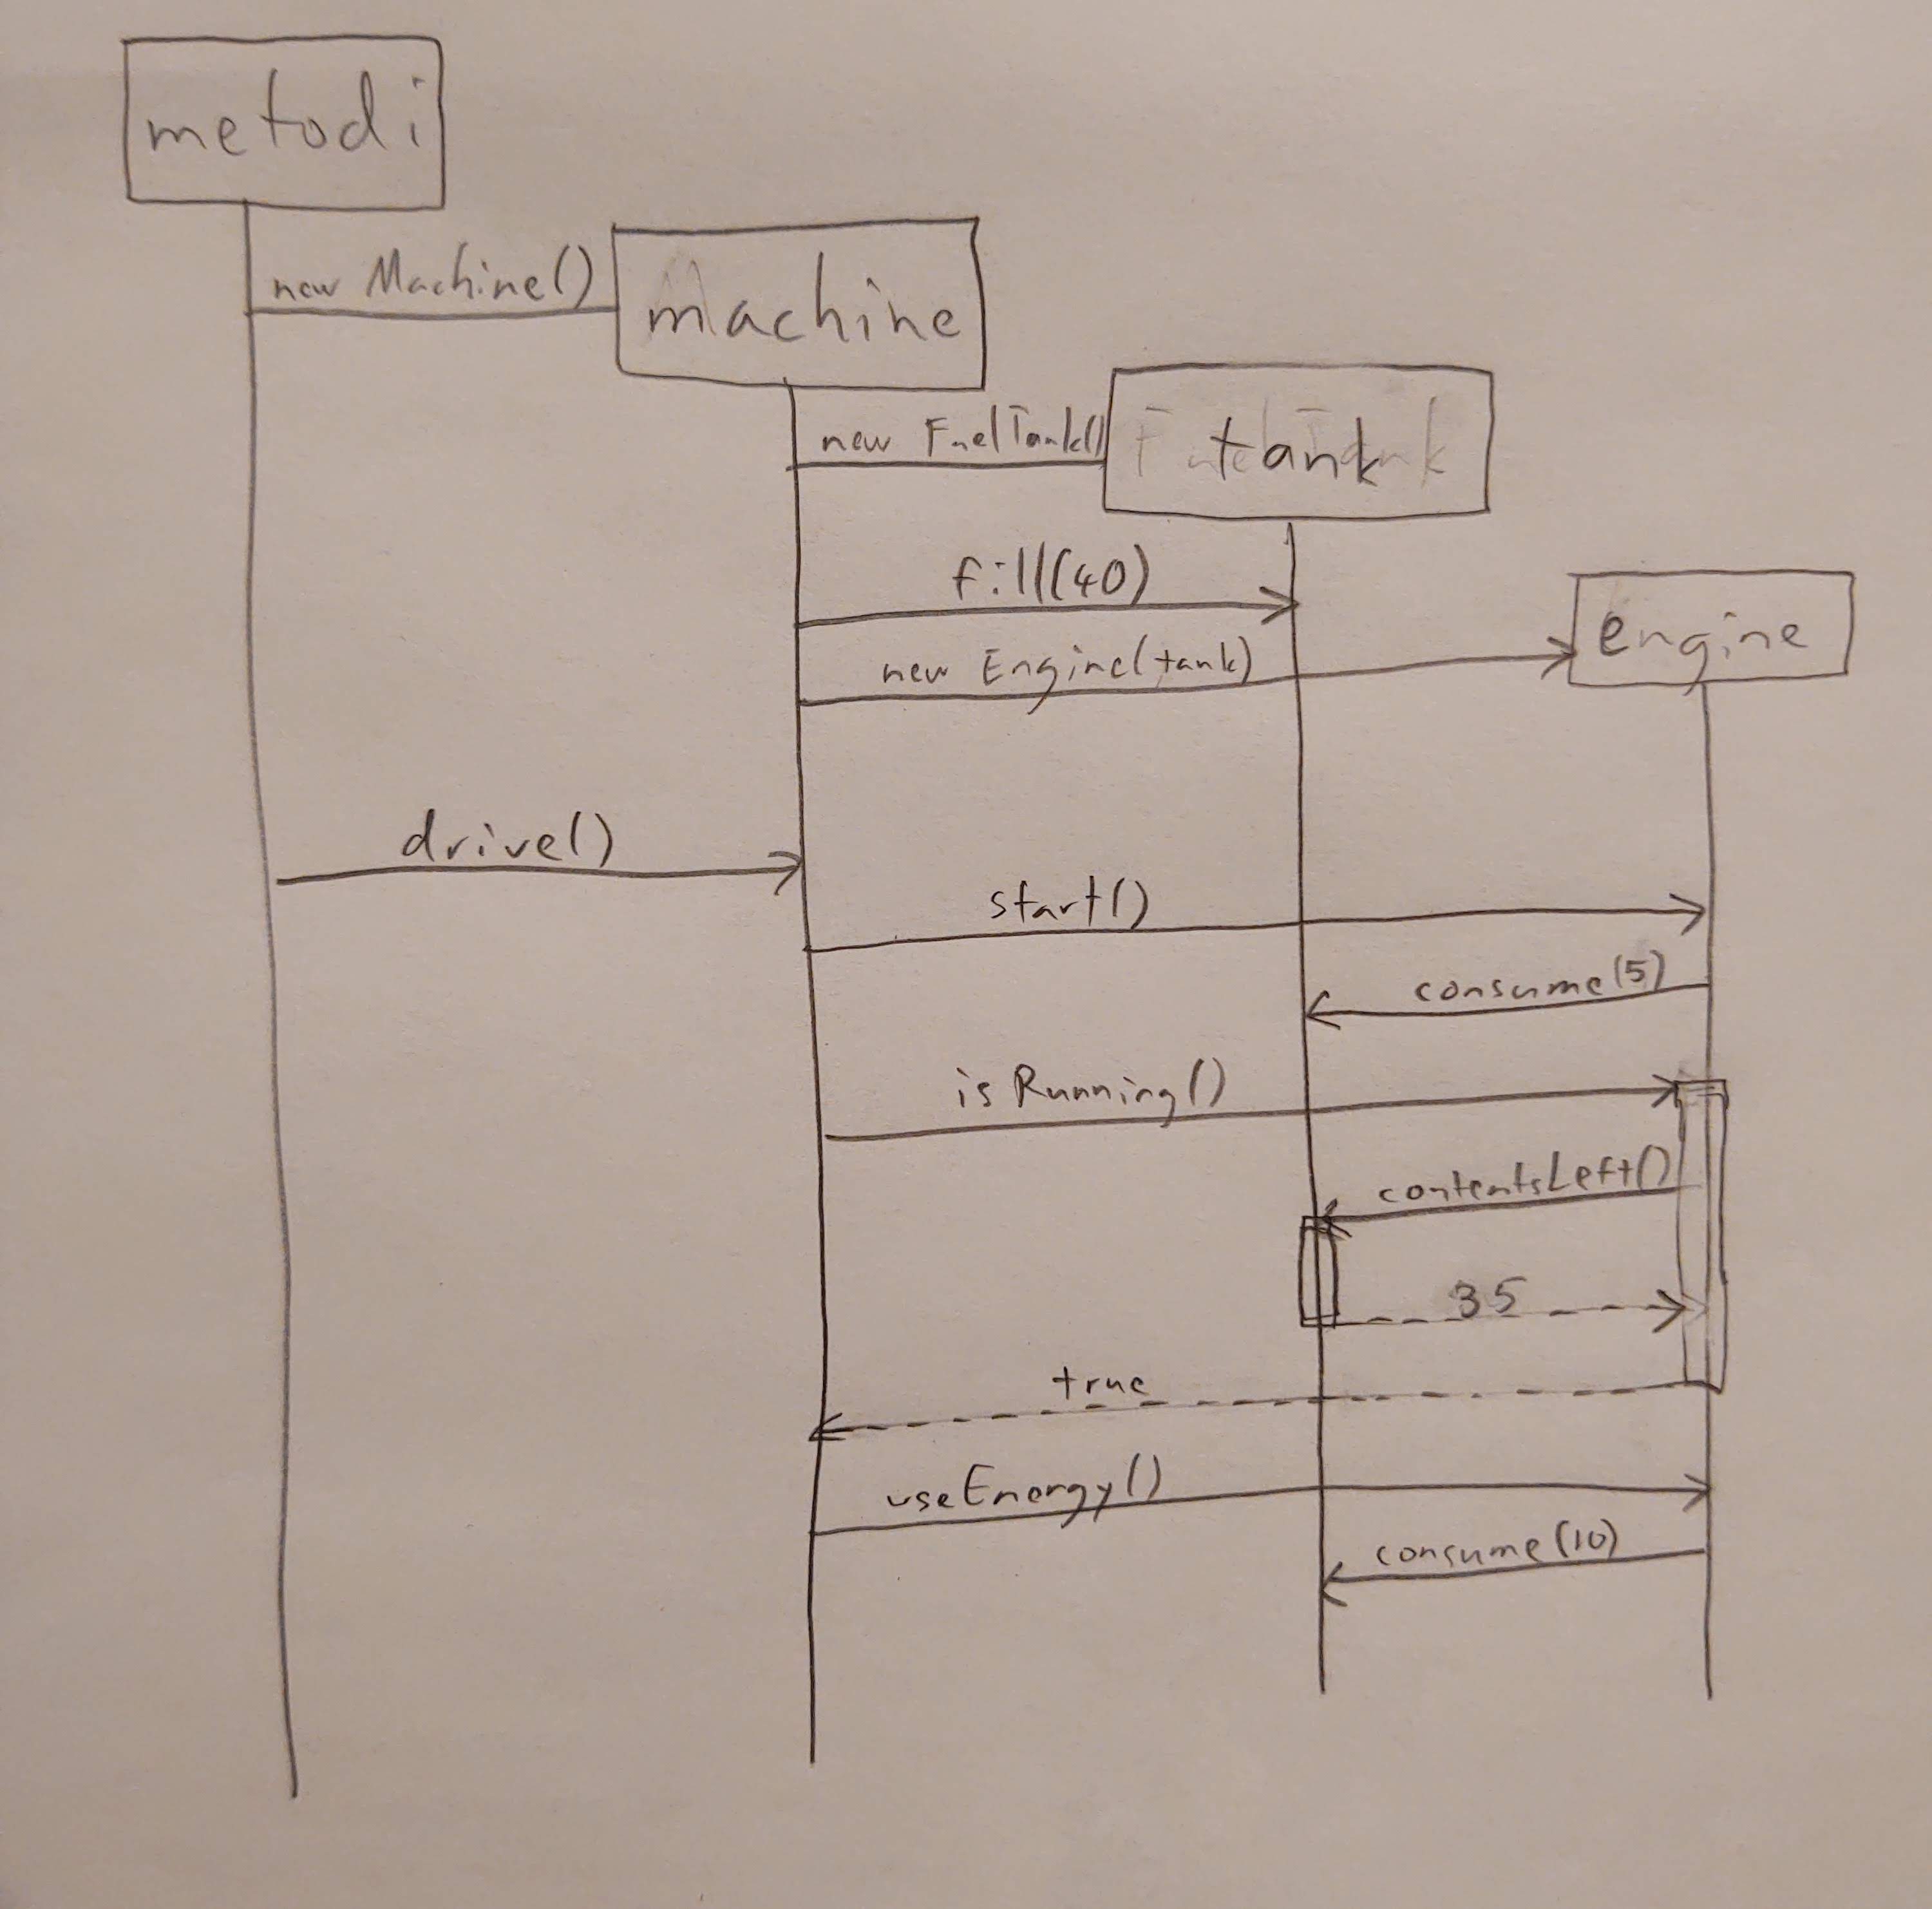 metodi
new Machine()
machine
new FuelTank()
tank
fill(40)
new Engine(tank)
engine
drive()
start()
consume(5)
isRunning()
contentsLeft()
35
true
useEnergy()
consume(10)